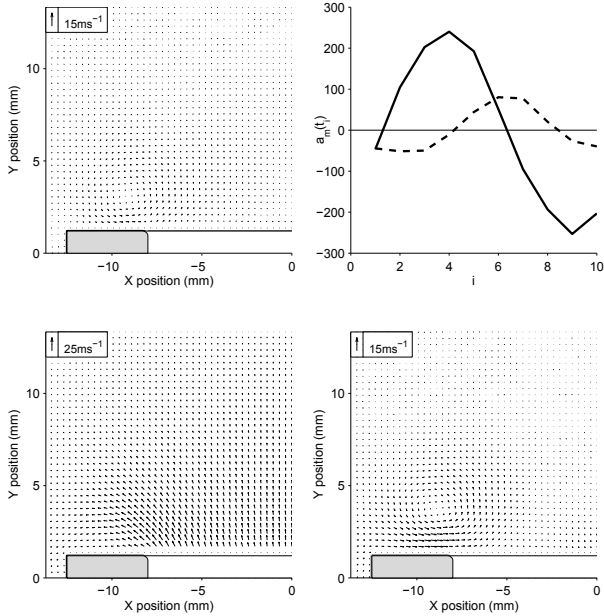 15ms⁻¹
Y position (mm)
10
5
0
−10
−5
0
X position (mm)
300
200
100
0
−100
−200
−300
a_m(t_i)
0
2
4
6
8
10
i
25ms⁻¹
Y position (mm)
10
5
0
−10
−5
0
X position (mm)
15ms⁻¹
Y position (mm)
10
5
0
−10
−5
0
X position (mm)